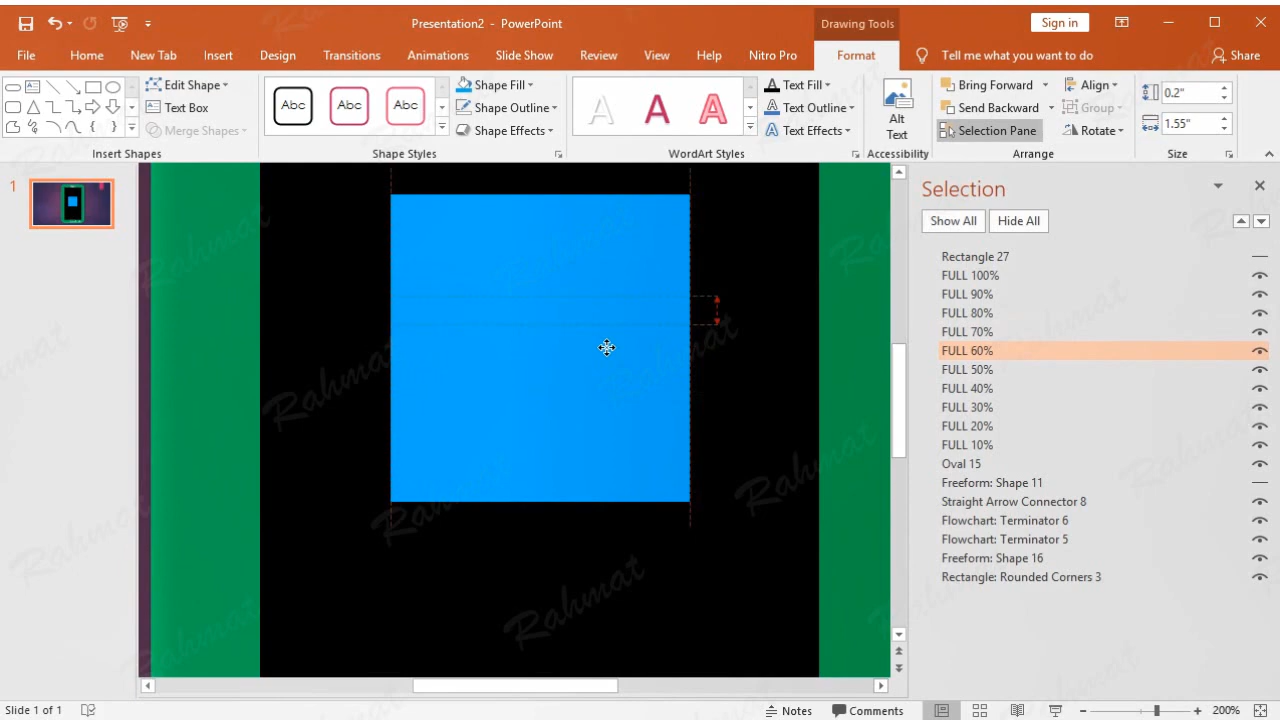 Presentation2 - PowerPoint
Drawing Tools
Sign in
File Home New Tab Insert Design Transitions Animations Slide Show Review View Help Nitro Pro Format Tell me what you want to do Share
Edit Shape
Text Box
Merge Shapes
Insert Shapes
Abc Abc Abc
Shape Fill
Shape Outline
Shape Effects
Shape Styles
A A A
Text Fill
Text Outline
Text Effects
WordArt Styles
Alt
Text
Accessibility
Bring Forward
Send Backward
Selection Pane
Align
Group
Rotate
Arrange
0.2"
1.55"
Size
1
Selection
Show All Hide All
Rectangle 27
FULL 100%
FULL 90%
FULL 80%
FULL 70%
FULL 60%
FULL 50%
FULL 40%
FULL 30%
FULL 20%
FULL 10%
Oval 15
Freeform: Shape 11
Straight Arrow Connector 8
Flowchart: Terminator 6
Flowchart: Terminator 5
Freeform: Shape 16
Rectangle: Rounded Corners 3
Rahmat
Rahmat
Rahmat
Rahmat
Rahmat
Rahmat
Slide 1 of 1 Notes Comments 200%